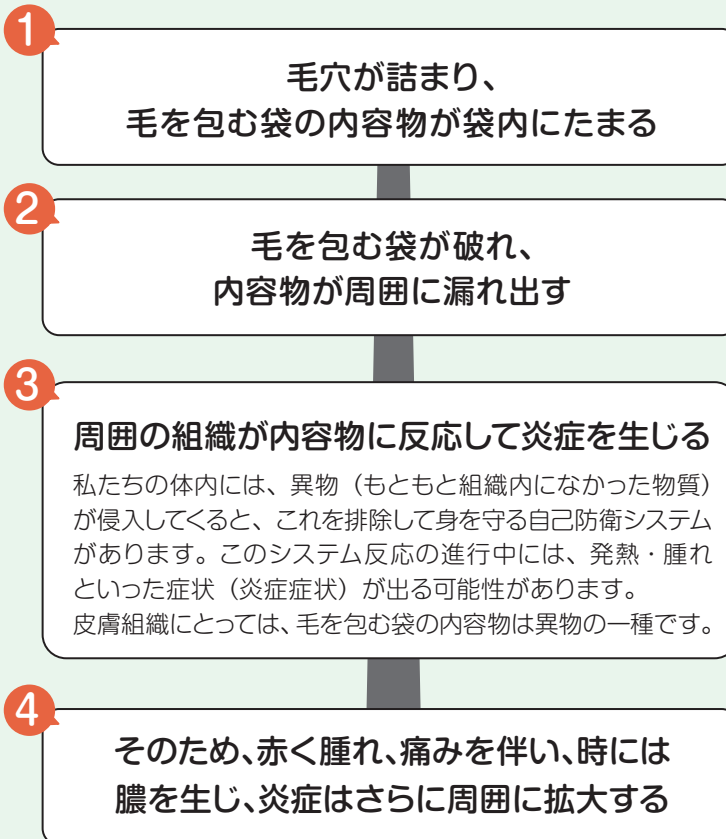 1
毛穴が詰まり、
毛を包む袋の内容物が袋内にたまる
2
毛を包む袋が破れ、
内容物が周囲に漏れ出す
3
周囲の組織が内容物に反応して炎症を生じる
私たちの体内には、異物（もともと組織内になかった物質）
が侵入してくると、これを排除して身を守る自己防衛システム
があります。このシステム反応の進行中には、発熱・腫れ
といった症状（炎症症状）が出る可能性があります。
皮膚組織にとっては、毛を包む袋の内容物は異物の一種です。
4
そのため、赤く腫れ、痛みを伴い、時には
膿を生じ、炎症はさらに周囲に拡大する